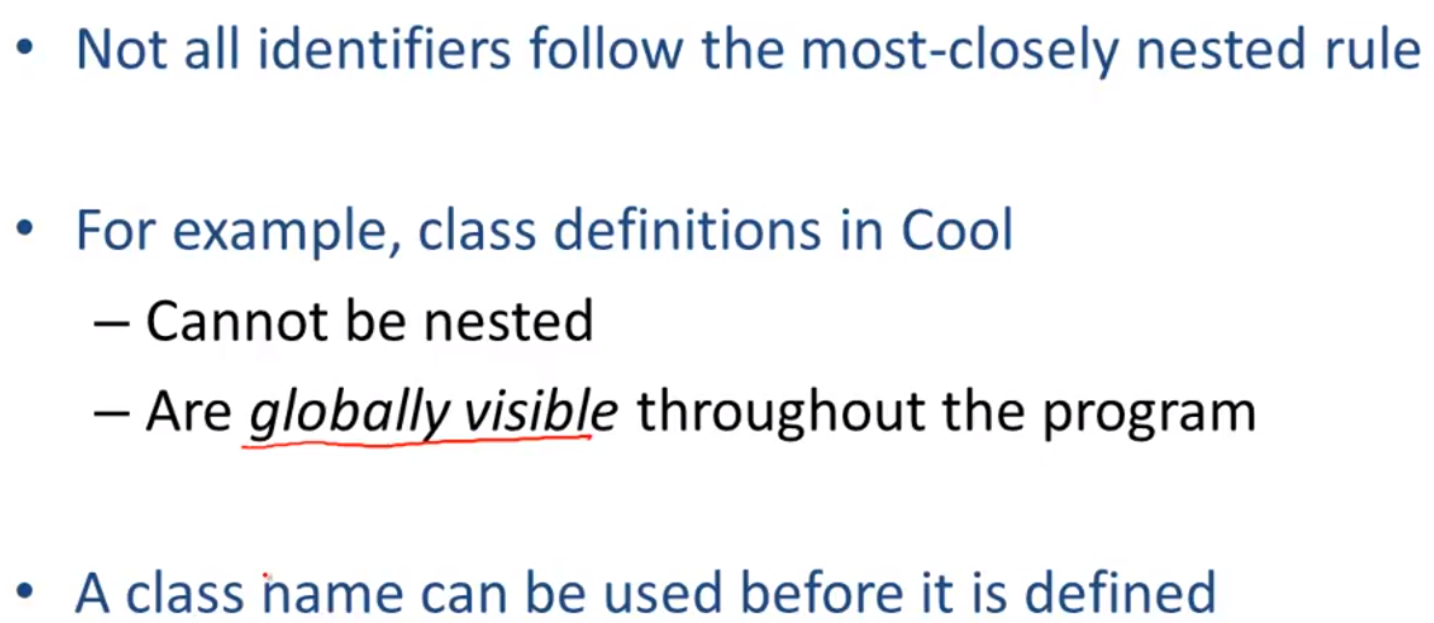 • Not all identifiers follow the most-closely nested rule
• For example, class definitions in Cool
– Cannot be nested
– Are globally visible throughout the program
• A class name can be used before it is defined